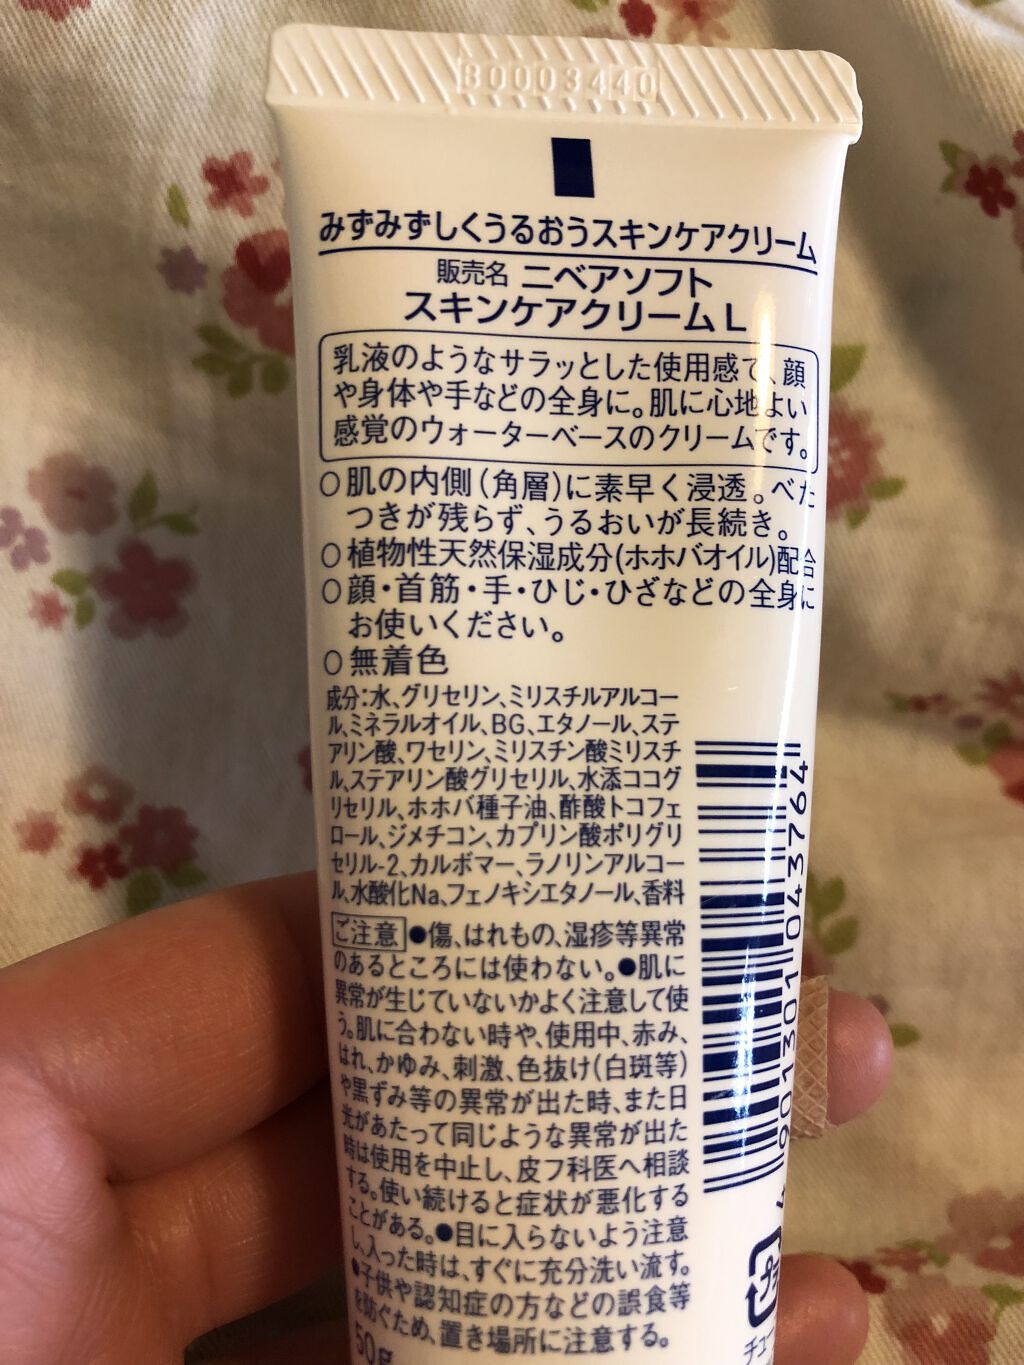 B0003440
みずみずしくうるおうスキンケアクリーム
販売名 ニベアソフト
スキンケアクリームL
乳液のようなサラッとした使用感で、顔
や身体や手などの全身に。肌に心地よい
感覚のウォーターベースのクリームです。
○肌の内側(角層)に素早く浸透。べた
つきが残らず、うるおいが長続き。
○植物性天然保湿成分(ホホバオイル)配合
○顔・首筋・手・ひじ・ひざなどの全身に
お使いください。
○無着色
成分:水、グリセリン、ミリスチルアルコー
ル、ミネラルオイル、BG、エタノール、ステ
アリン酸、ワセリン、ミリスチン酸ミリスチ
ル、ステアリン酸グリセリル、水添ココグ
リセリル、ホホバ種子油、酢酸トコフェ
ロール、ジメチコン、カプリン酸ポリグリ
セリル-2、カルボマー、ラノリンアルコー
ル、水酸化Na、フェノキシエタノール、香料
ご注意 ●傷、はれもの、湿疹等異常
のあるところには使わない。●肌に
異常が生じていないかよく注意して使
う。肌に合わない時や、使用中、赤み、
はれ、かゆみ、刺激、色抜け(白斑等)
や黒ずみ等の異常が出た時、また日
光があたって同じような異常が出た
時は使用を中止し、皮フ科医へ相談
する。使い続けると症状が悪化する
ことがある。●目に入らないよう注意
し、入った時は、すぐに充分洗い流す。
●子供や認知症の方などの誤食等
を防ぐため、置き場所に注意する。
50g
4 901301 043764
プラ
チュー